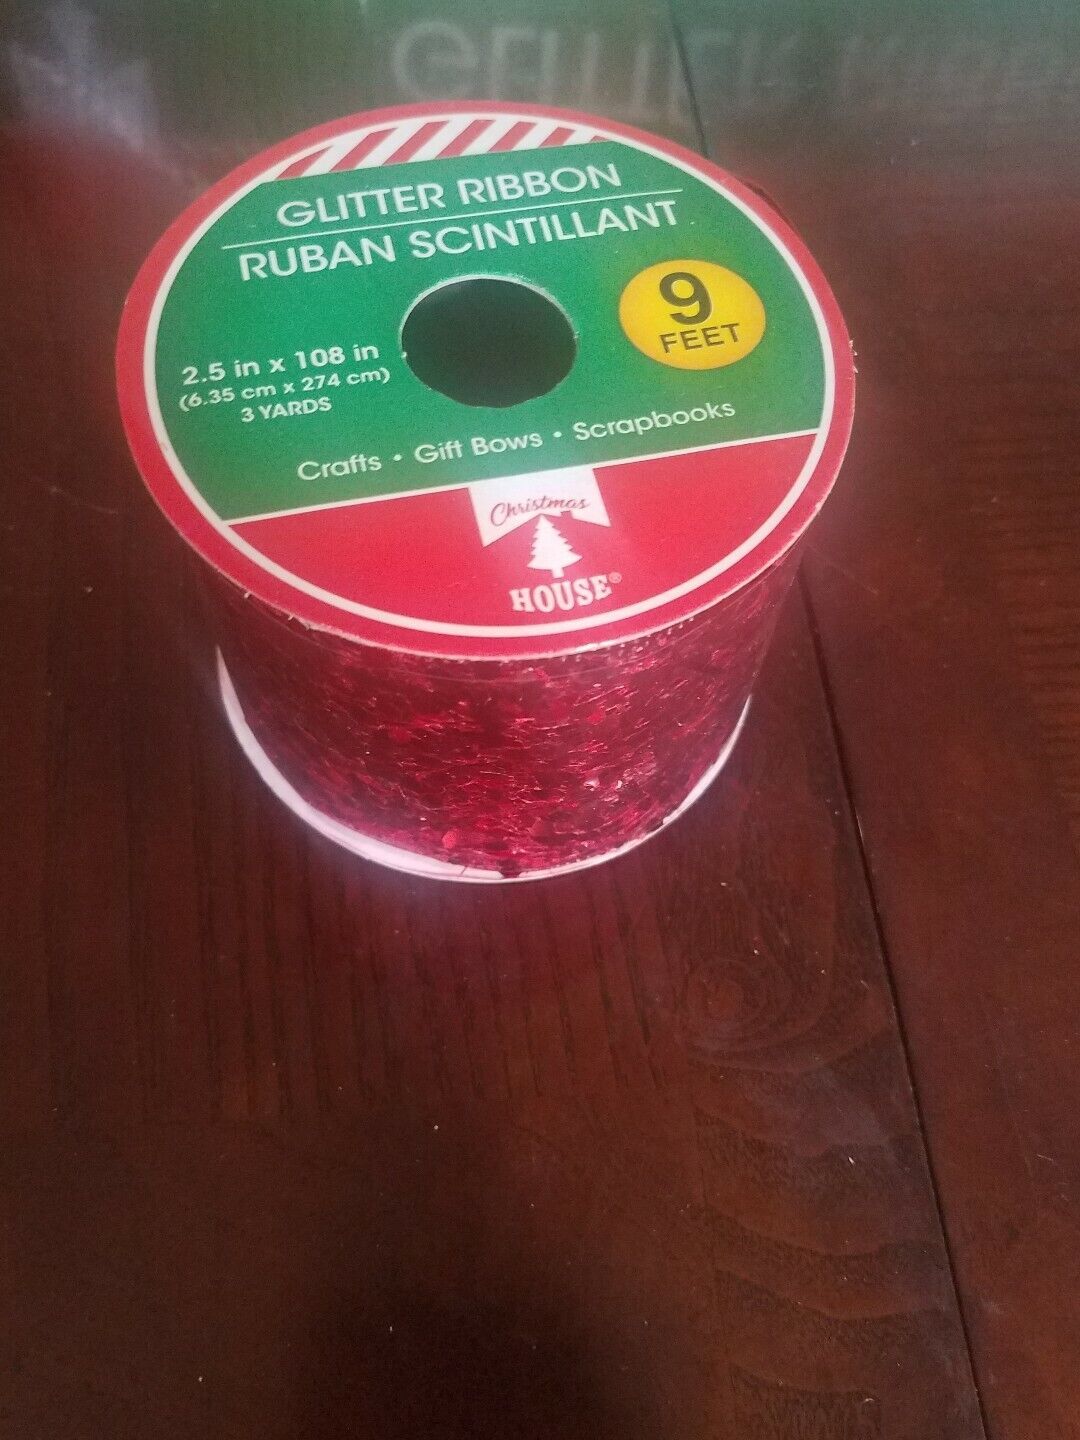 GLITTER RIBBON
RUBAN SCINTILLANT
9
FEET
2.5 in x 108 in
(6.35 cm x 274 cm)
3 YARDS
Crafts • Gift Bows • Scrapbooks
Christmas
HOUSE®